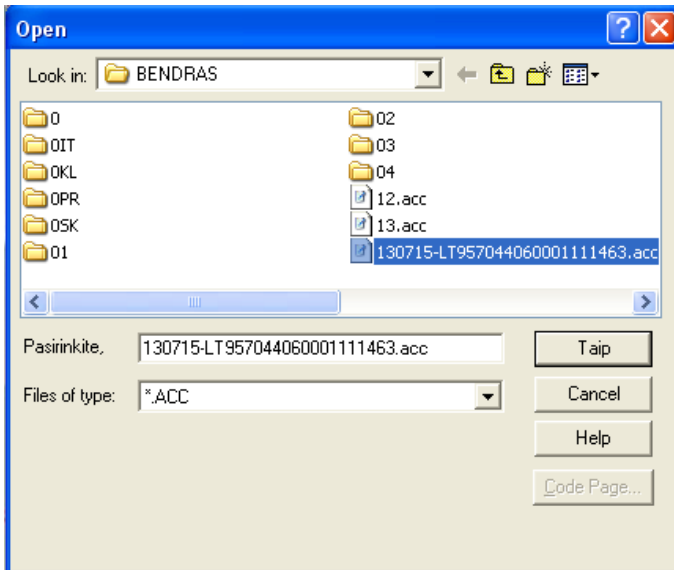 Open
Look in: BENDRAS
0
0IT
0KL
0PR
0SK
01
02
03
04
12.acc
13.acc
130715-LT957044060001111463.acc
Pasirinkite, 130715-LT957044060001111463.acc Taip
Files of type: *.ACC Cancel
Help
Code Page...